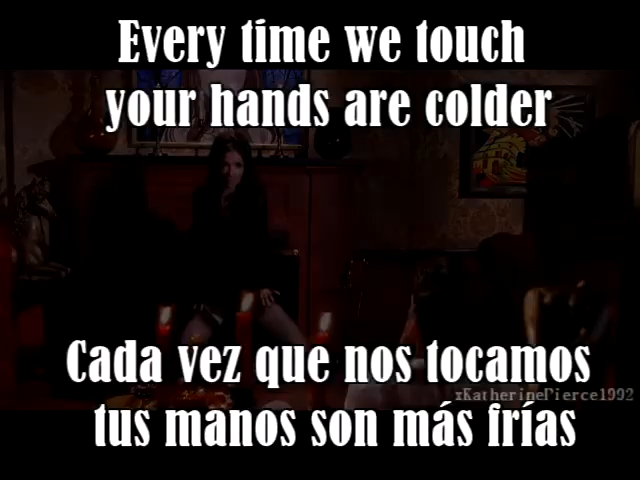 Every time we touch
your hands are colder
Cada vez que nos tocamos
xKatherinePierce1992
tus manos son más frías